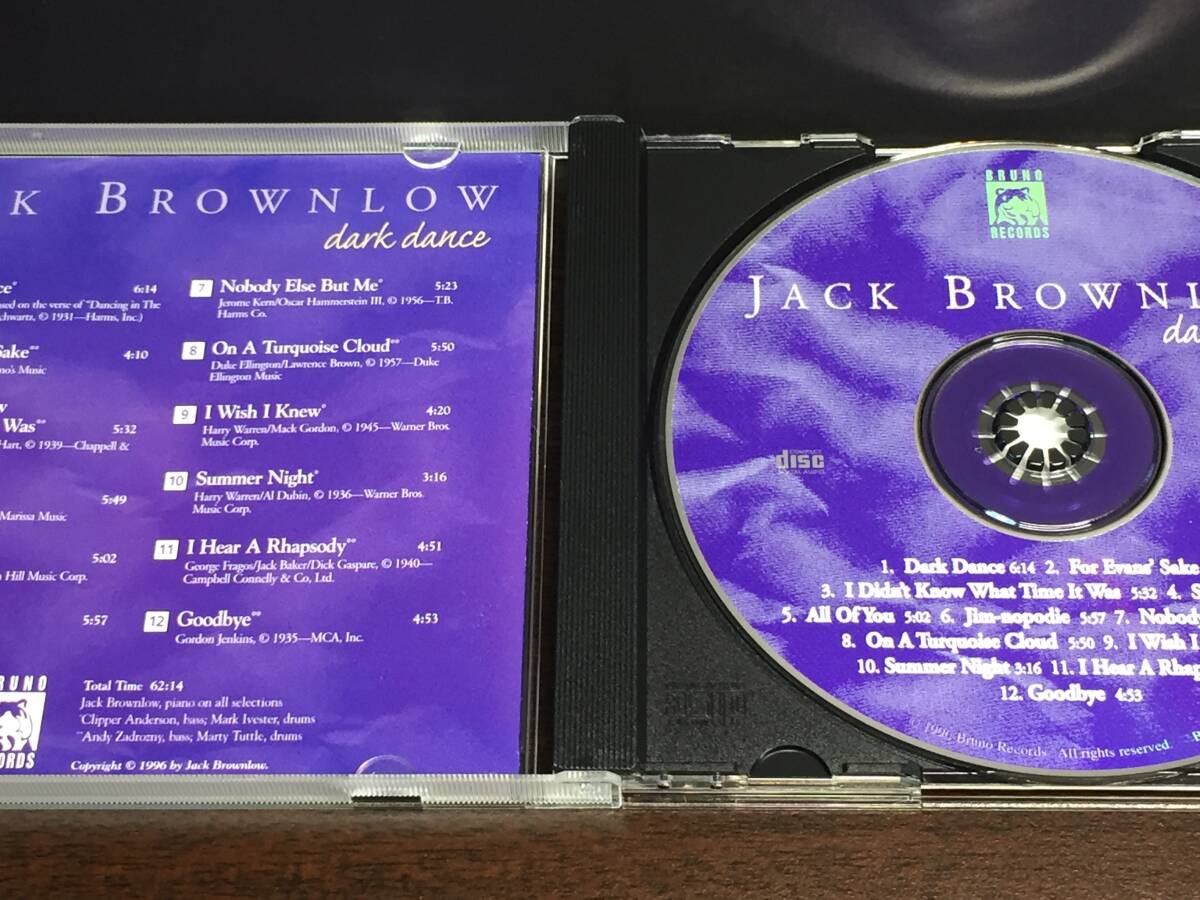 K BROWNLOW
dark dance
ce* 6:14
sed on the verse of "Dancing in The
chwartz, © 1931—Harms, Inc.)
Sake** 4:10
no's Music
w
Was** 5:32
Hart, © 1939—Chappell &
5:49
Marissa Music
5:02
n Hill Music Corp.
5:57
7 Nobody Else But Me* 5:23
Jerome Kern/Oscar Hammerstein III, © 1956—T.B.
Harms Co.
8 On A Turquoise Cloud** 5:50
Duke Ellington/Lawrence Brown, © 1957—Duke
Ellington Music
9 I Wish I Knew* 4:20
Harry Warren/Mack Gordon, © 1945—Warner Bros.
Music Corp.
10 Summer Night* 3:16
Harry Warren/Al Dubin, © 1936—Warner Bros.
Music Corp.
11 I Hear A Rhapsody** 4:51
George Fragos/Jack Baker/Dick Gaspare, © 1940—
Campbell Connelly & Co, Ltd.
12 Goodbye** 4:53
Gordon Jenkins, © 1935—MCA, Inc.
BRUNO
RECORDS
Total Time 62:14
Jack Brownlow, piano on all selections
*Clipper Anderson, bass; Mark Ivester, drums
**Andy Zadrozny, bass; Marty Tuttle, drums
Copyright © 1996 by Jack Brownlow.
BRUNO
RECORDS
JACK BROWNL
da
COMPACT
disc
DIGITAL AUDIO
1. Dark Dance 6:14 2. For Evans' Sake
3. I Didn't Know What Time It Was 5:32 4. S
5. All Of You 5:02 6. Jim-nopodie 5:57 7. Nobody
8. On A Turquoise Cloud 5:50 9. I Wish I
10. Summer Night 3:16 11. I Hear A Rhap
12. Goodbye 4:53
© 1996, Bruno Records All rights reserved. B